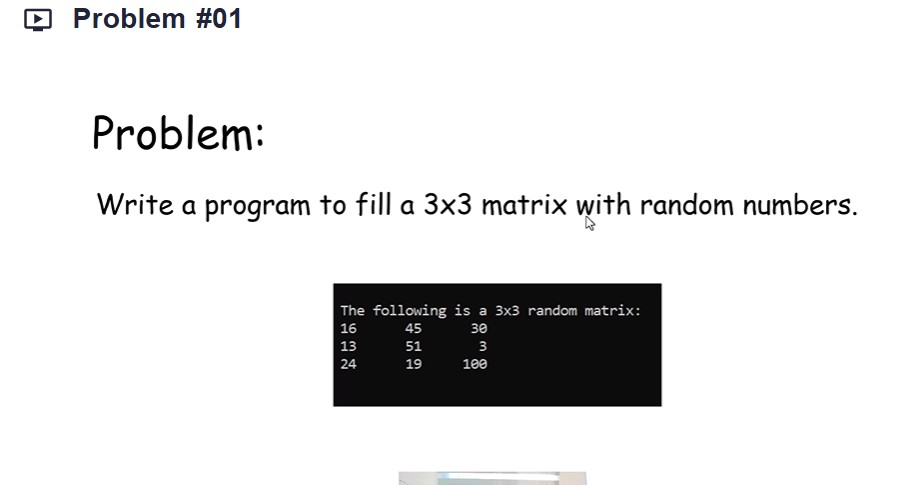 Problem #01
Problem:
Write a program to fill a 3x3 matrix with random numbers.
The following is a 3x3 random matrix:
16 45 30
13 51 3
24 19 100